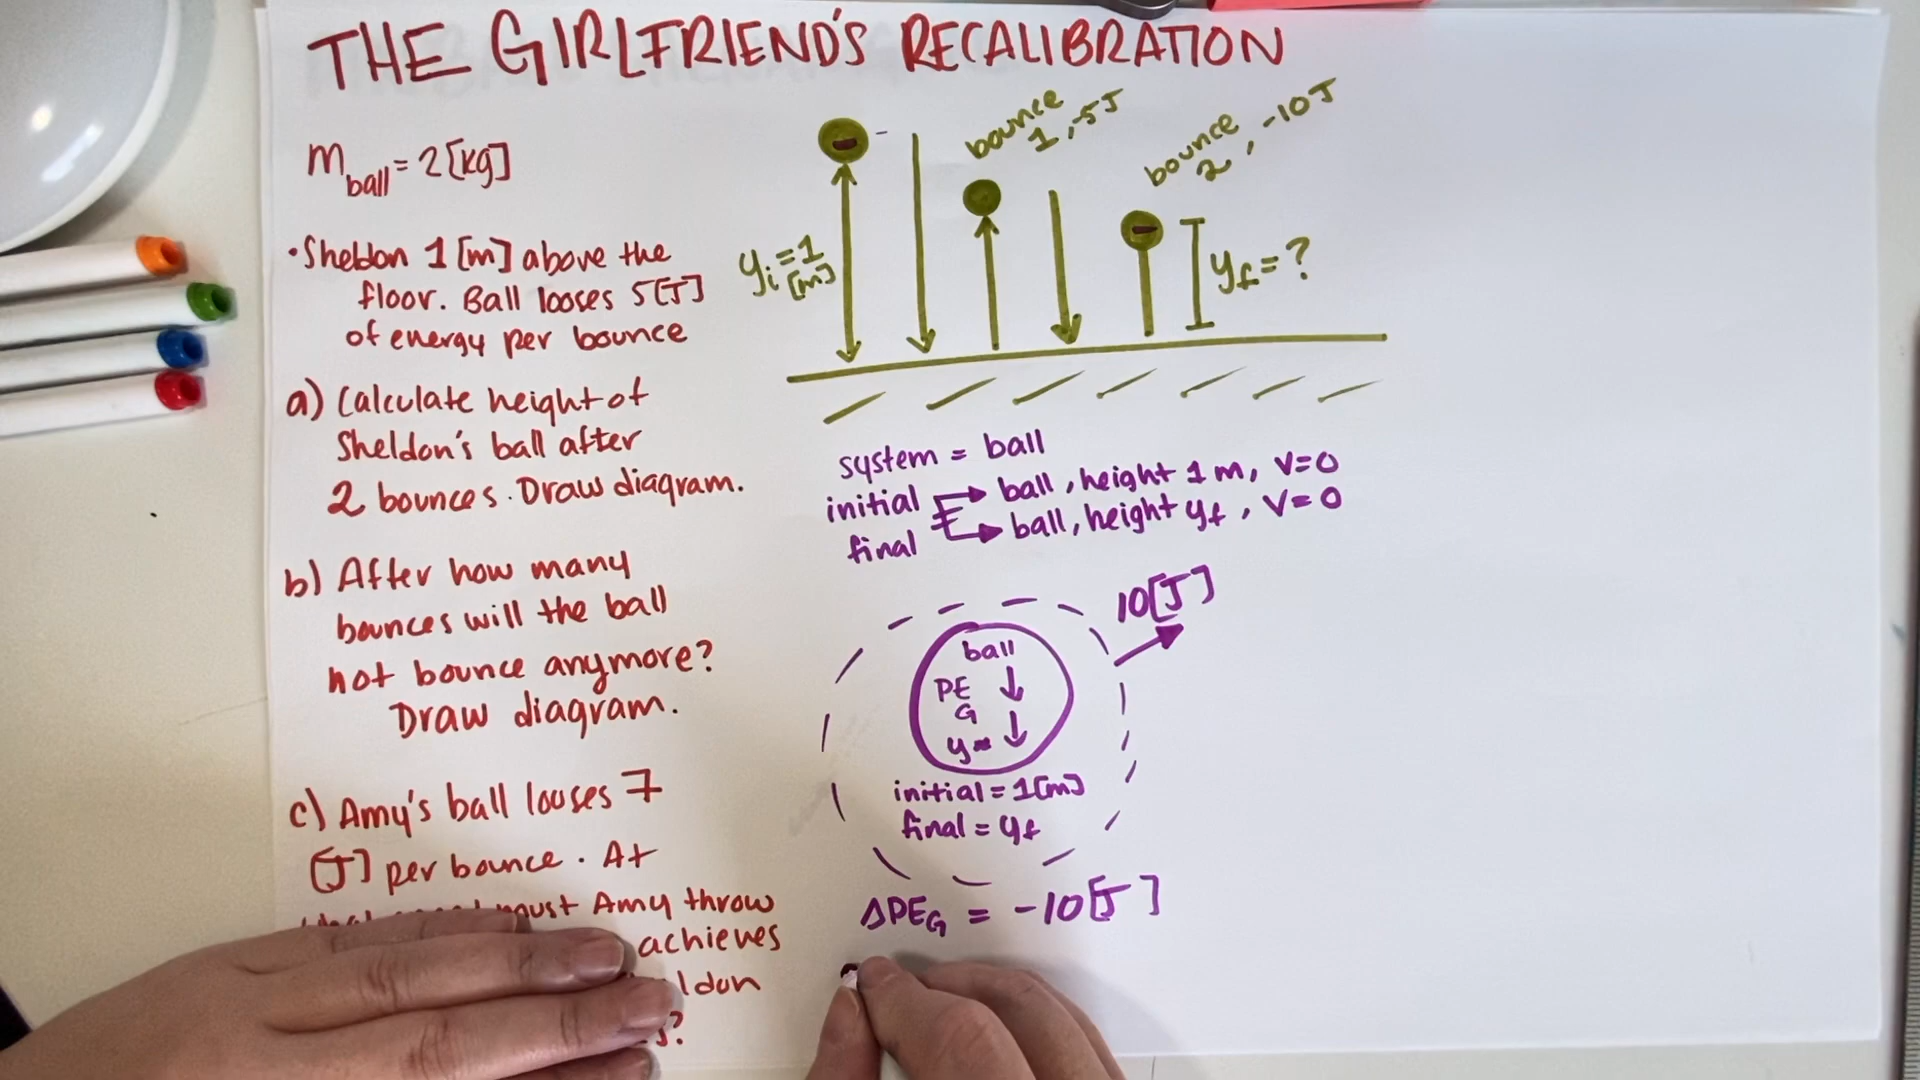 THE GIRLFRIEND'S RECALIBRATION
m ball = 2 [kg]
• Sheldon 1 [m] above the
floor. Ball looses 5 [J]
of energy per bounce
a) Calculate height of
Sheldon's ball after
2 bounces. Draw diagram.
b) After how many
bounces will the ball
not bounce anymore?
Draw diagram.
c) Amy's ball looses 7
[J] per bounce. At
must Amy throw
achieves
yi = 1 [m]
bounce 1, -5J
bounce 2, -10J
yf = ?
system = ball
initial → ball, height 1 m, v=0
final → ball, height yf, v=0
10[J]
ball
PE G ↓
y ↓
initial = 1[m]
final = yf
ΔPEG = -10[J]